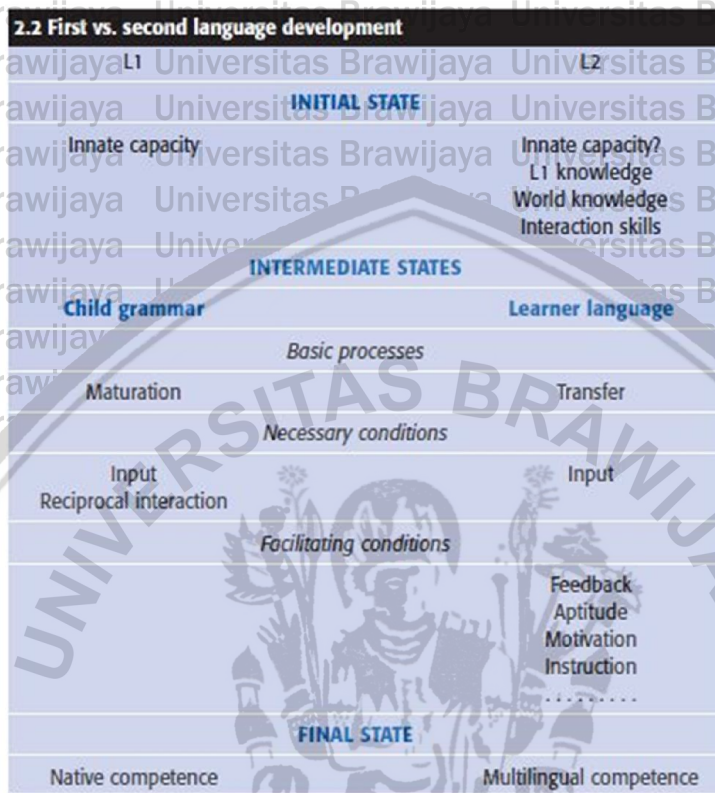 2.2 First vs. second language development
L1 L2
INITIAL STATE
Innate capacity Innate capacity?
L1 knowledge
World knowledge
Interaction skills
INTERMEDIATE STATES
Child grammar Learner language
Basic processes
Maturation Transfer
Necessary conditions
Input Input
Reciprocal interaction
Facilitating conditions
Feedback
Aptitude
Motivation
Instruction
. . . . . . . . .
FINAL STATE
Native competence Multilingual competence
UNIVERSITAS BRAWIJA